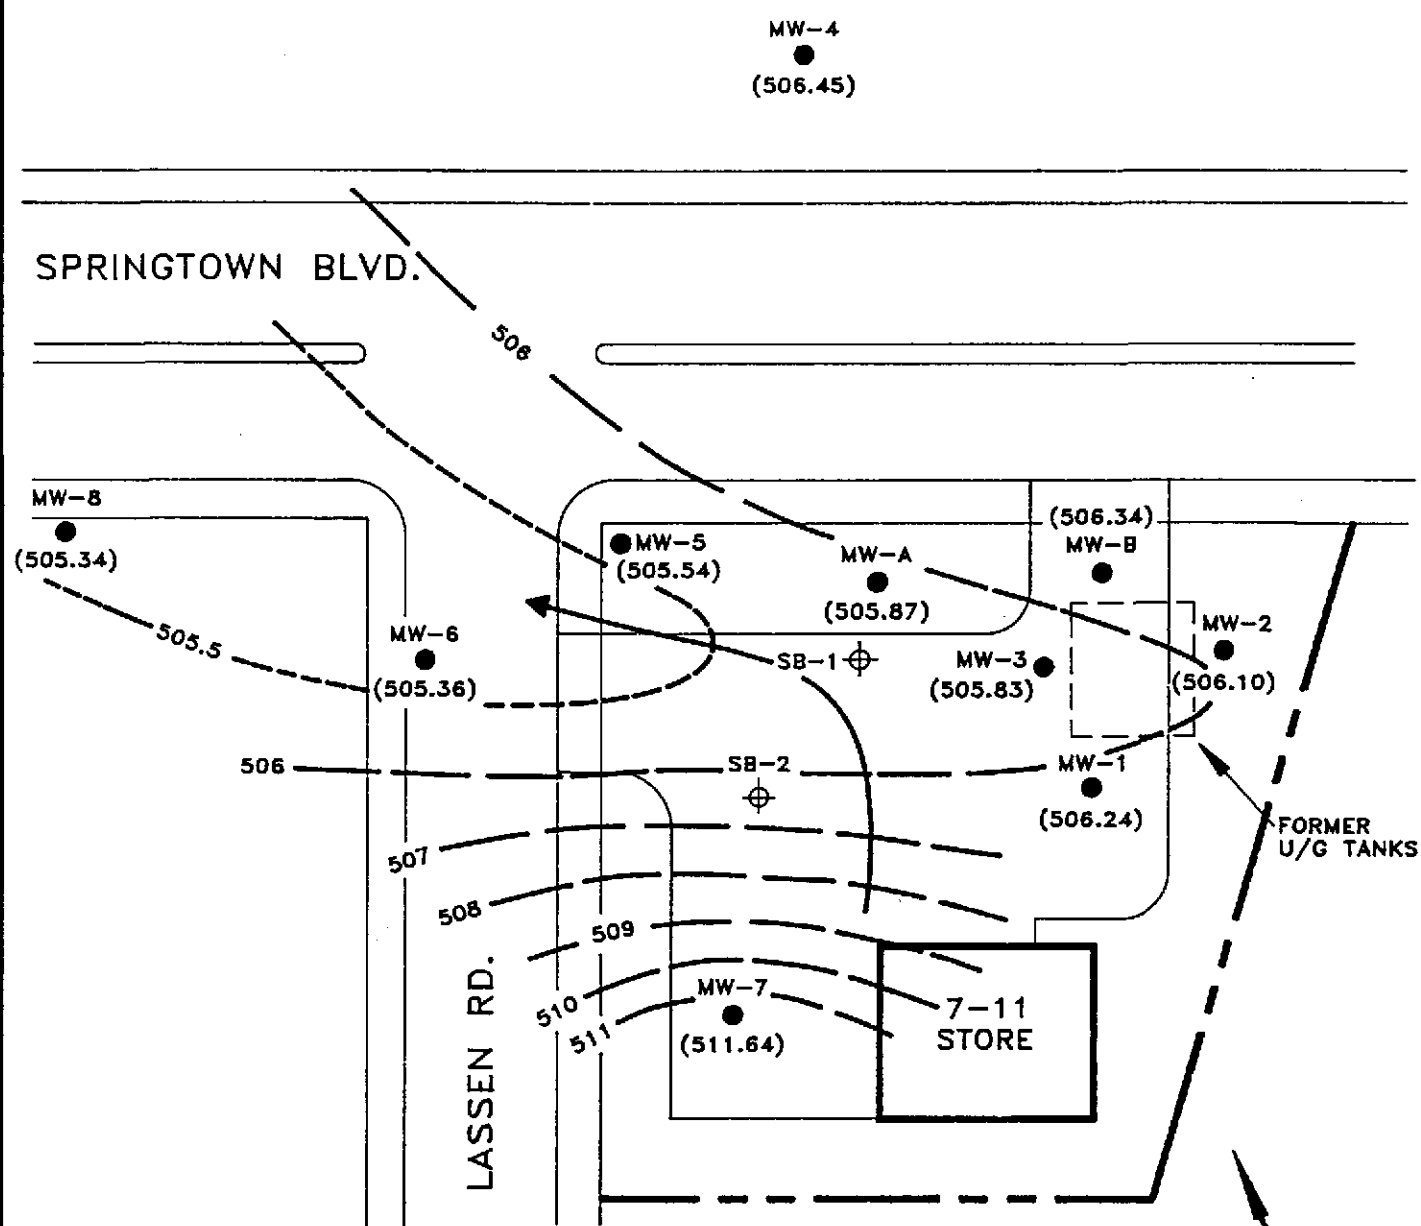 MW-4
(506.45)
SPRINGTOWN BLVD.
506
MW-8
(505.34)
MW-5
(505.54)
MW-A
(505.87)
(506.34)
MW-B
MW-2
(506.10)
505.5
MW-6
(505.36)
SB-1
MW-3
(505.83)
506
SB-2
MW-1
(506.24)
FORMER
U/G TANKS
507
508
509
510
511
MW-7
(511.64)
7-11
STORE
LASSEN RD.